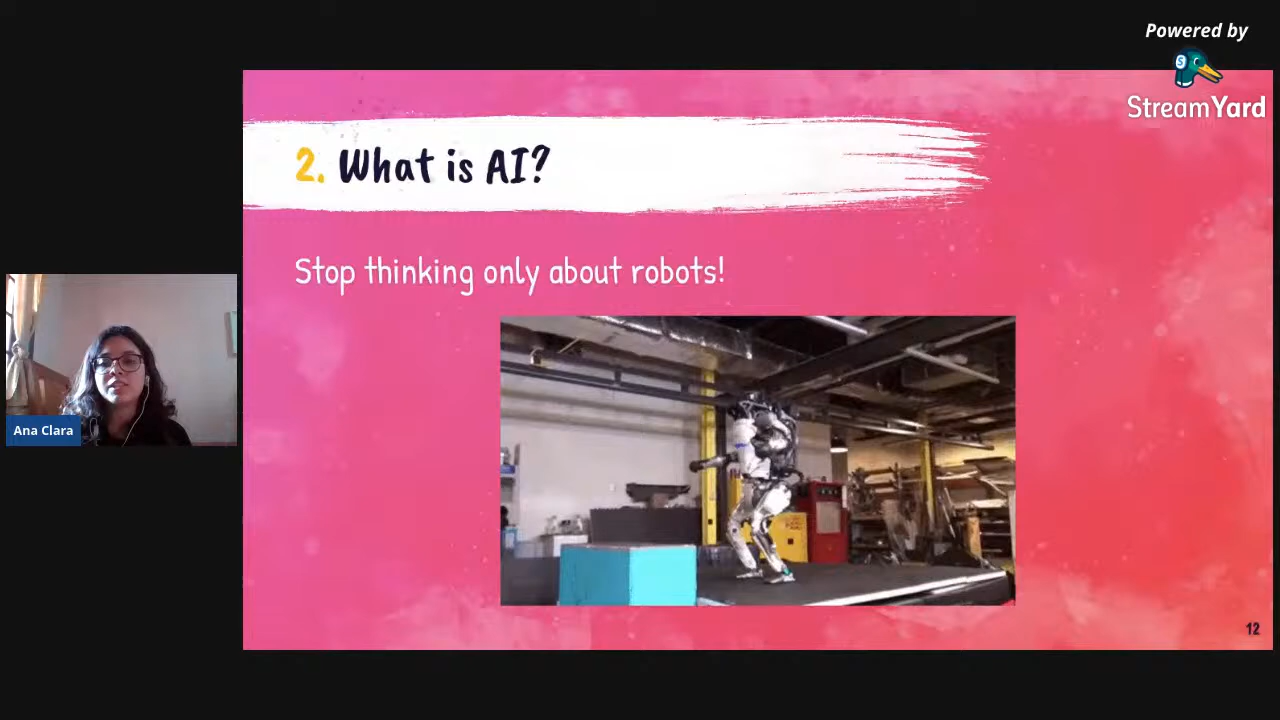 Powered by
StreamYard
2. What is AI?
Stop thinking only about robots!
Ana Clara
12